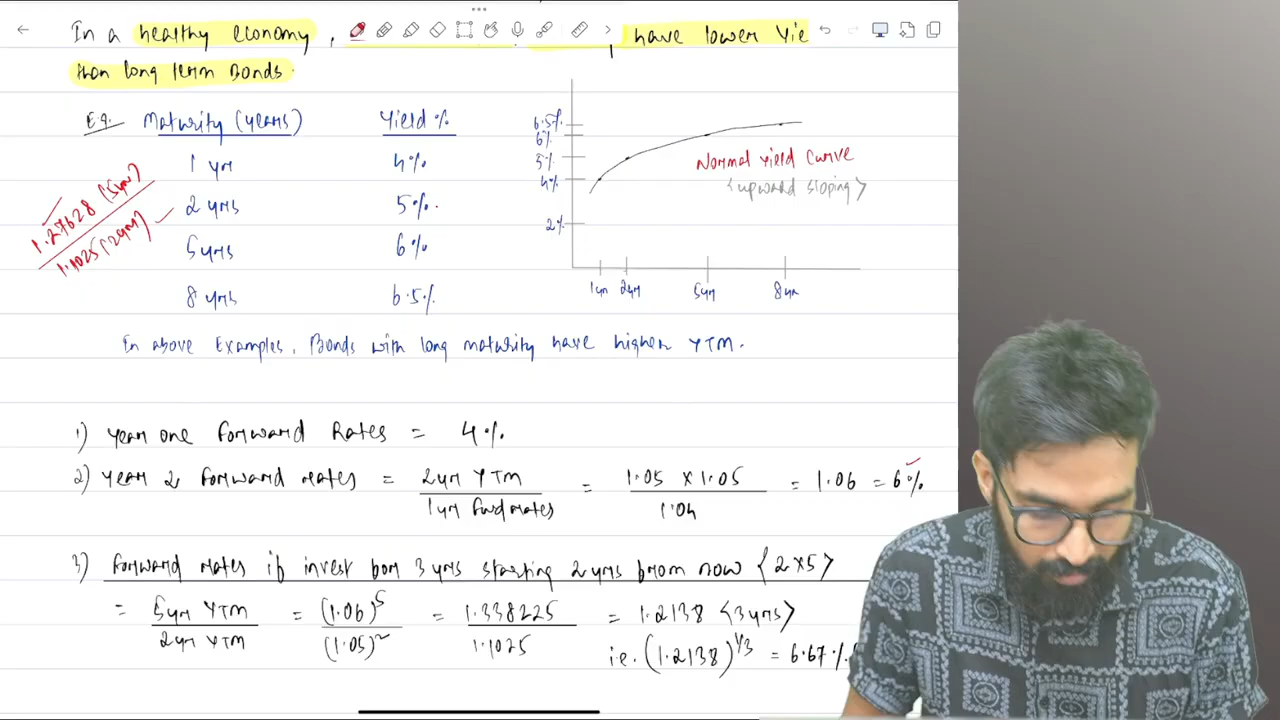 In a healthy economy, have lower Yie
than long term Bonds.
E.g. Maturity (years) Yield %
1 yr 4%
2 yrs 5%.
5 yrs 6%
8 yrs 6.5%
1.27628 (5yr)
1.1025 (2yr)
6.5%
6%
5%
4%
2%
Normal yield Curve
{upward sloping}
1yr 2yr 5yr 8yr
In above Examples, Bonds with long maturity have higher YTM.
1) Year one forward Rates = 4%
2) Year 2 forward rates = 2yr YTM / 1yr fwd rates = 1.05 x 1.05 / 1.04 = 1.06 = 6%
3) forward rates if invest for 3 yrs starting 2 yrs from now {2x5}
= 5yr YTM / 2yr YTM = (1.06)^5 / (1.05)^2 = 1.338225 / 1.1025 = 1.2138 {3yrs}
i.e. (1.2138)^1/3 = 6.67%